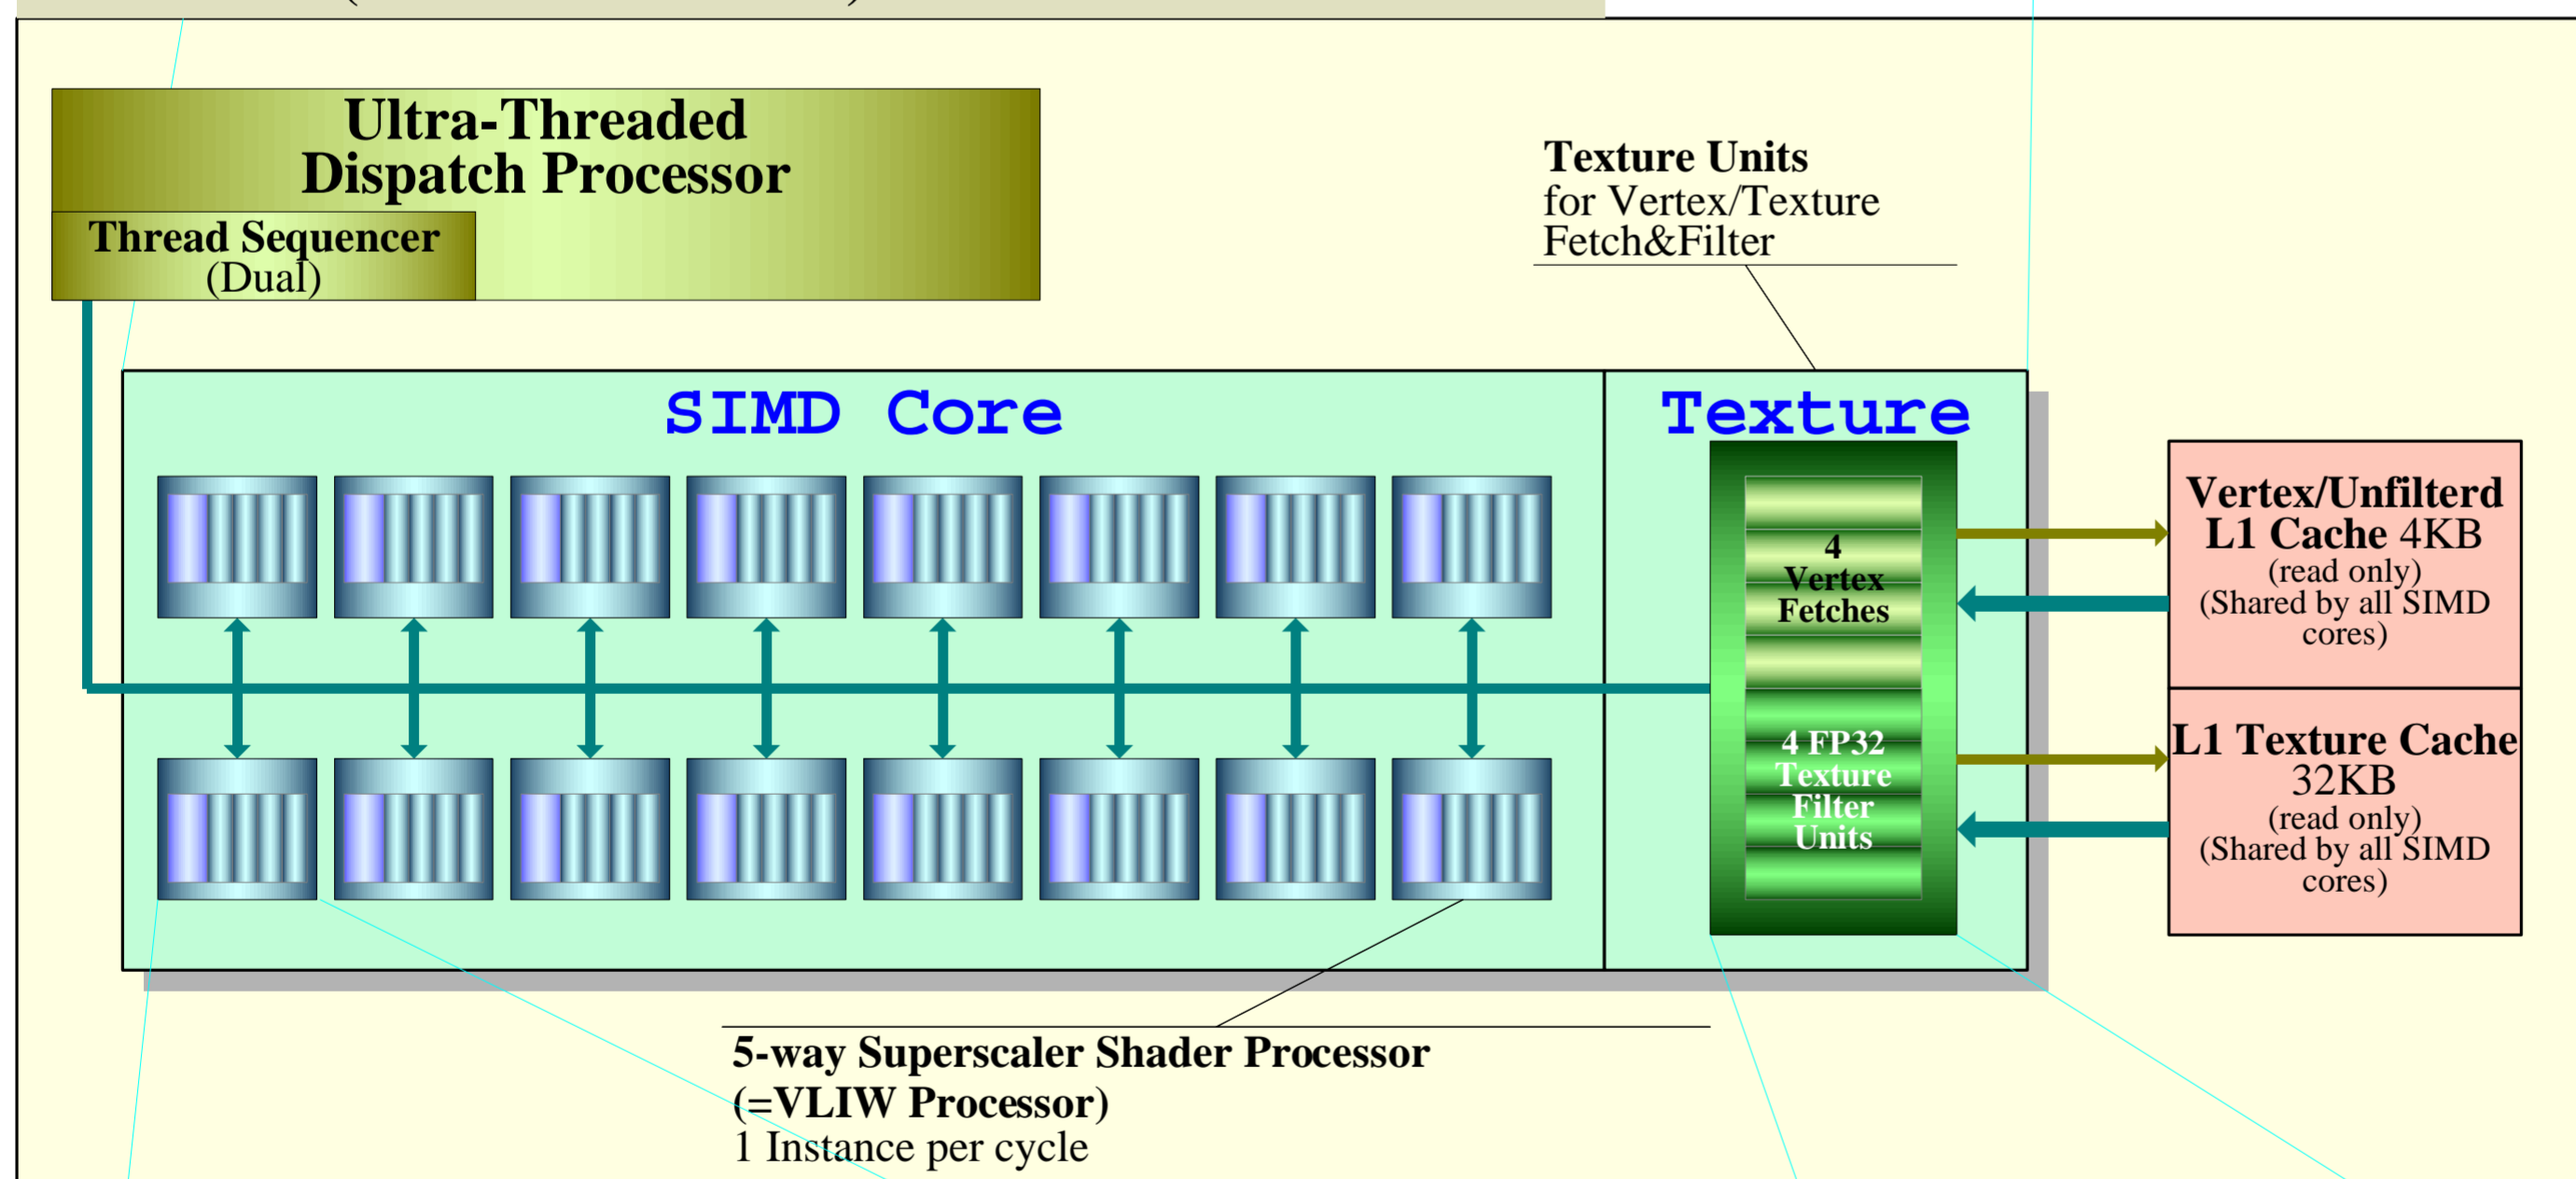 Ultra-Threaded
Dispatch Processor
Thread Sequencer
(Dual)
Texture Units
for Vertex/Texture
Fetch&Filter
SIMD Core
Texture
4
Vertex
Fetches
4 FP32
Texture
Filter
Units
Vertex/Unfilterd
L1 Cache 4KB
(read only)
(Shared by all SIMD
cores)
L1 Texture Cache
32KB
(read only)
(Shared by all SIMD
cores)
5-way Superscaler Shader Processor
(=VLIW Processor)
1 Instance per cycle